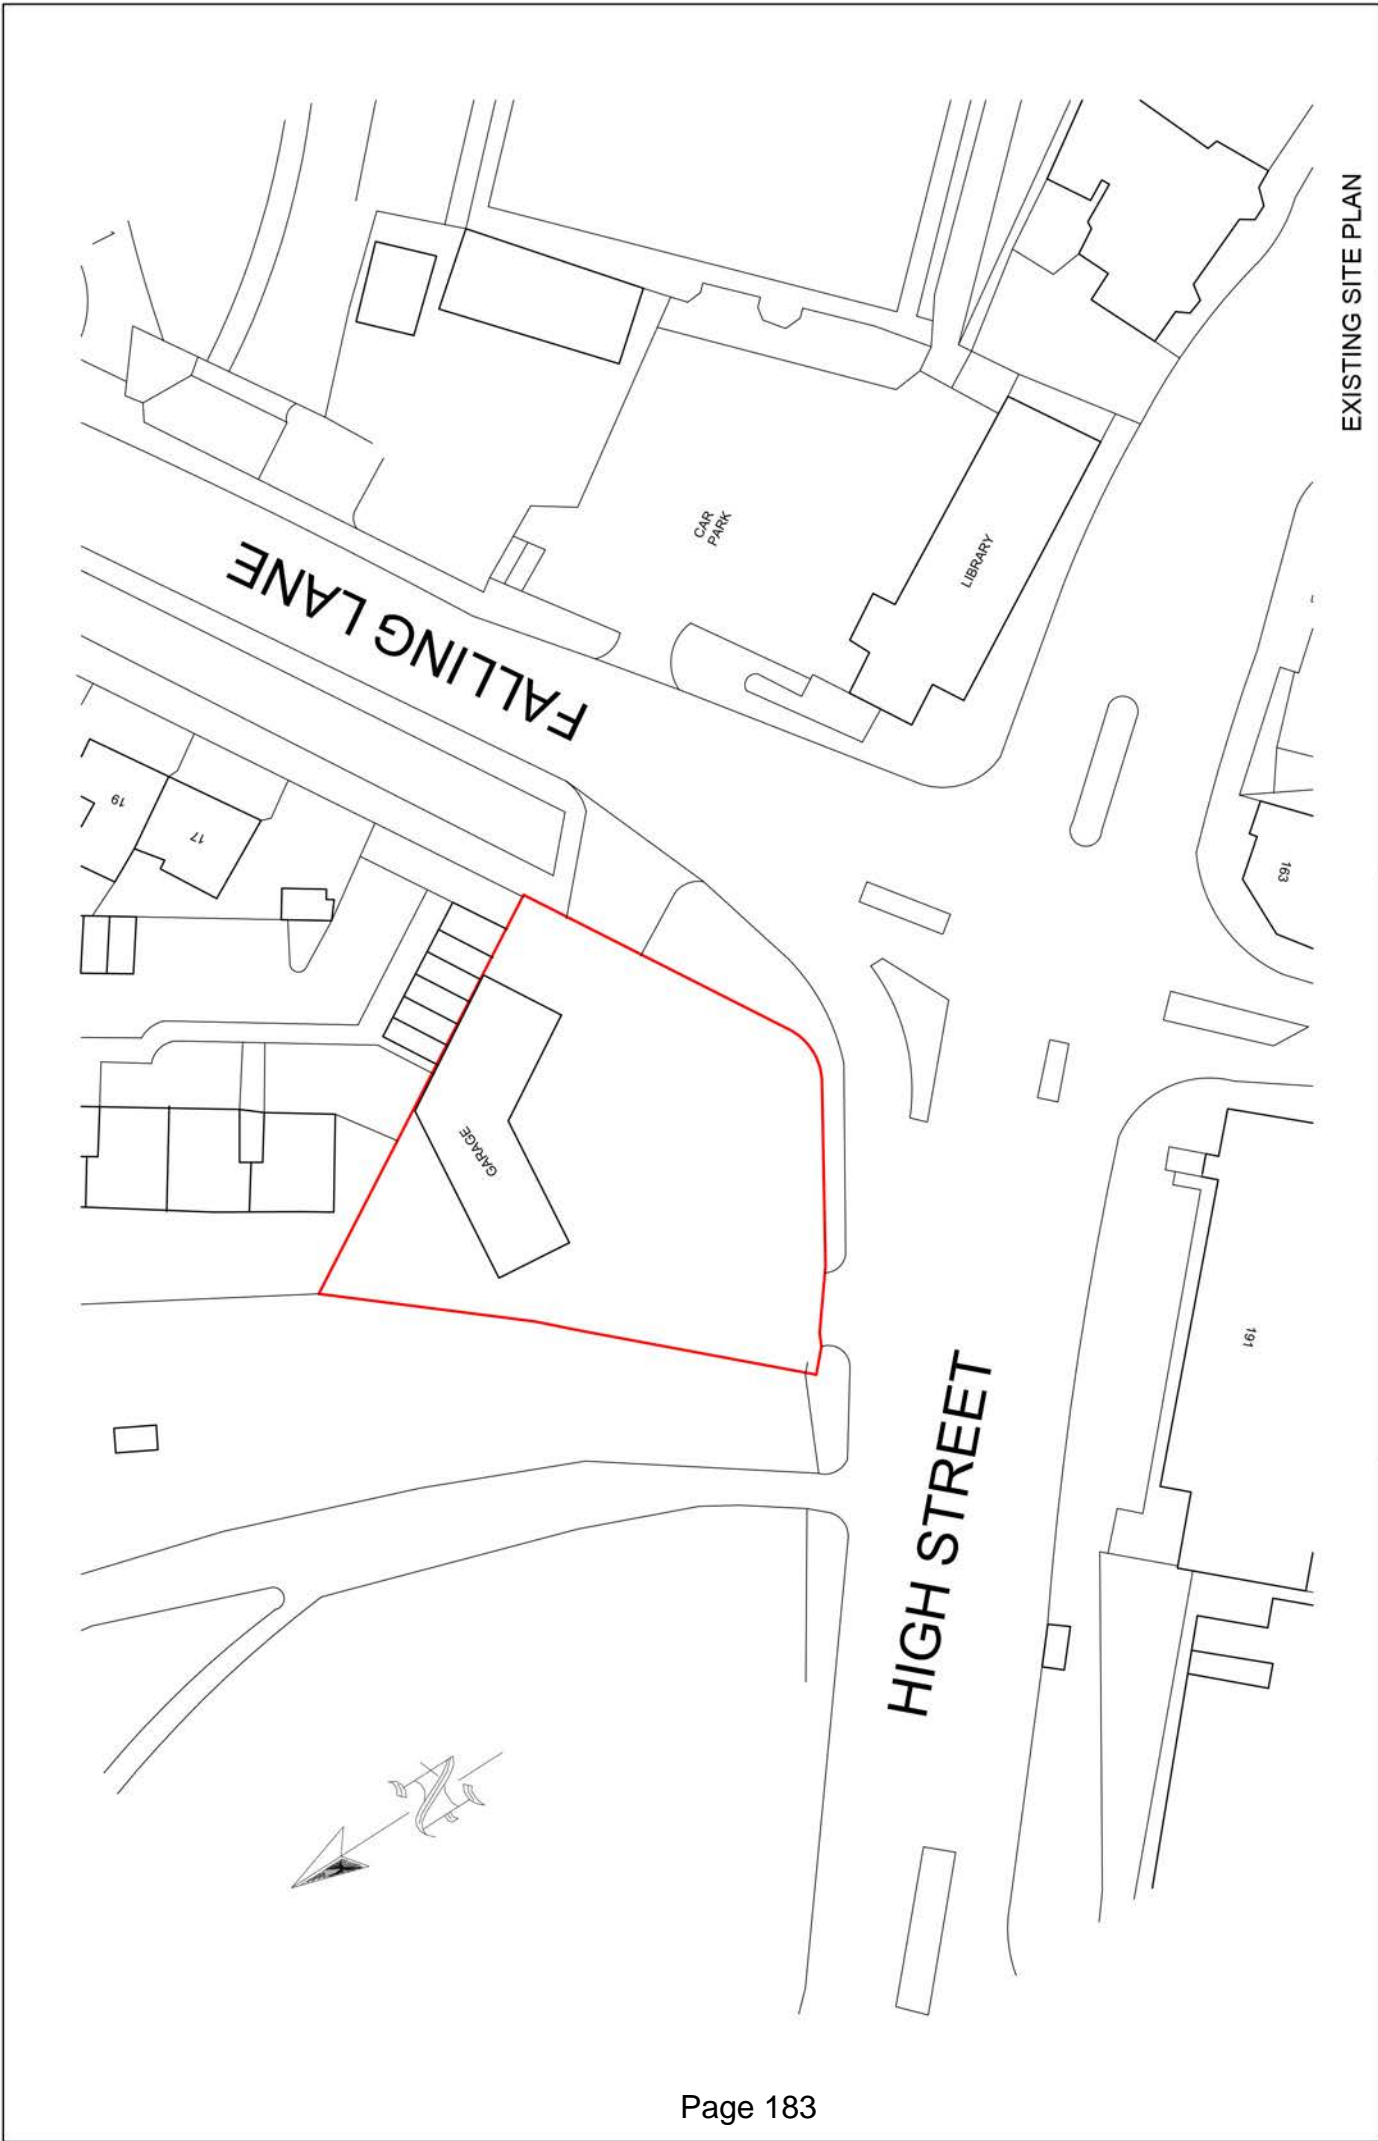 EXISTING SITE PLAN
FALLING LANE
CAR
PARK
LIBRARY
19
17
163
GARAGE
191
HIGH STREET
N
Page 183